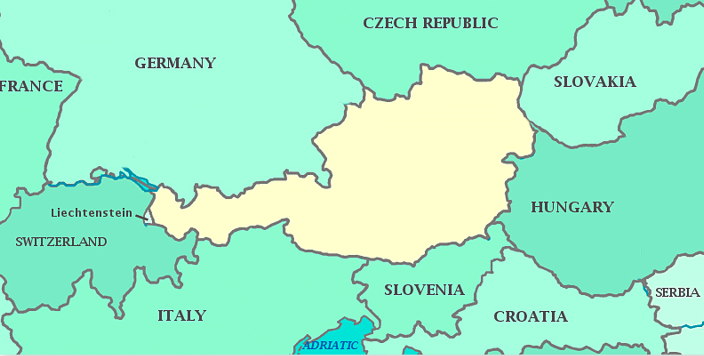 CZECH REPUBLIC
GERMANY
SLOVAKIA
FRANCE
HUNGARY
Liechtenstein
SWITZERLAND
SLOVENIA
SERBIA
ITALY
CROATIA
ADRIATIC